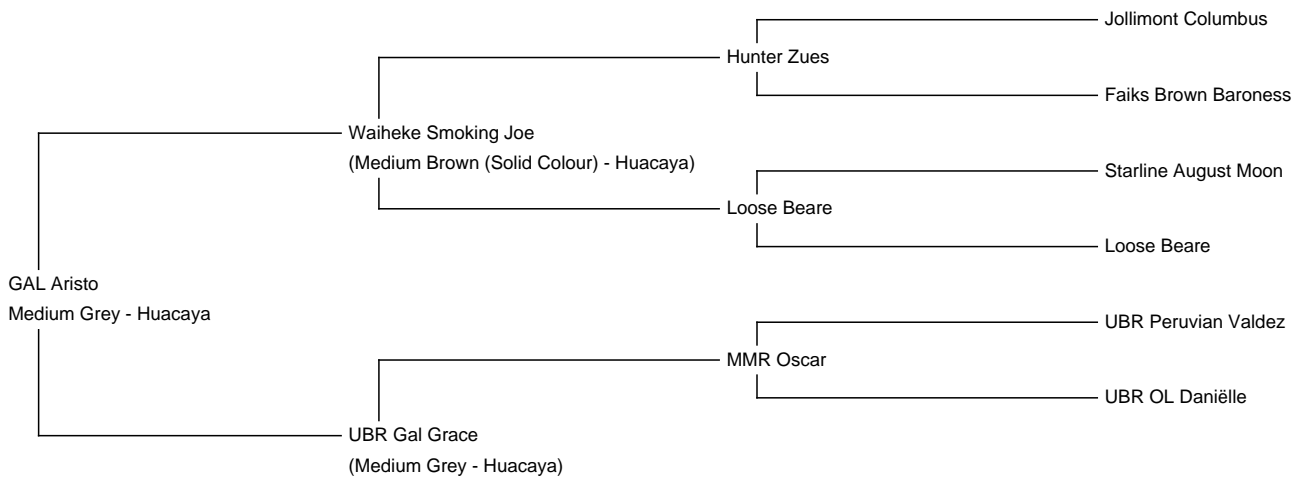 Jollimont Columbus
Hunter Zues
Faiks Brown Baroness
Waiheke Smoking Joe
(Medium Brown (Solid Colour) - Huacaya)
Starline August Moon
Loose Beare
Loose Beare
GAL Aristo
Medium Grey - Huacaya
UBR Peruvian Valdez
MMR Oscar
UBR OL Daniëlle
UBR Gal Grace
(Medium Grey - Huacaya)